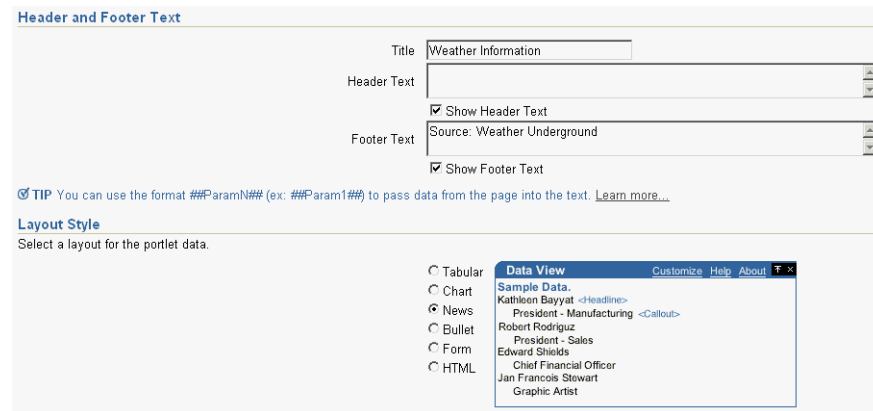 Header and Footer Text
Title Weather Information
Header Text
Show Header Text
Footer Text Source: Weather Underground
Show Footer Text
TIP You can use the format ##ParamN## (ex: ##Param1##) to pass data from the page into the text. Learn more...
Layout Style
Select a layout for the portlet data.
Tabular
Chart
News
Bullet
Form
HTML
Data View Customize Help About
Sample Data.
Kathleen Bayyat <Headline>
President - Manufacturing <Callout>
Robert Rodriguz
President - Sales
Edward Shields
Chief Financial Officer
Jan Francois Stewart
Graphic Artist